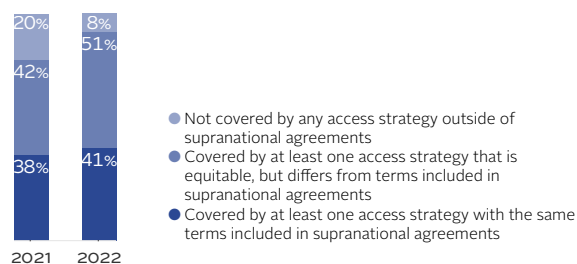 20% 8%
51%
42%
38% 41%
2021 2022
Not covered by any access strategy outside of
supranational agreements
Covered by at least one access strategy that is
equitable, but differs from terms included in
supranational agreements
Covered by at least one access strategy with the same
terms included in supranational agreements